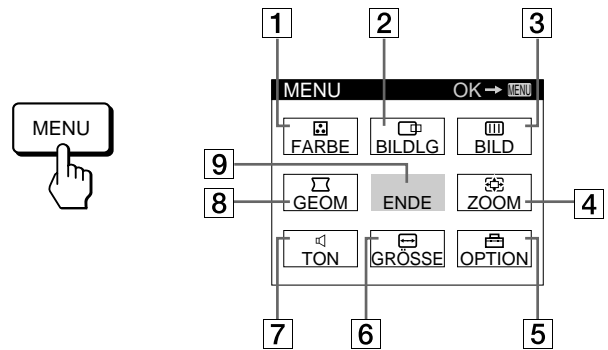 1 2 3
MENU OK → MENU
MENU
FARBE BILDLG BILD
9
GEOM ENDE ZOOM
8 4
TON GRÖSSE OPTION
7 6 5